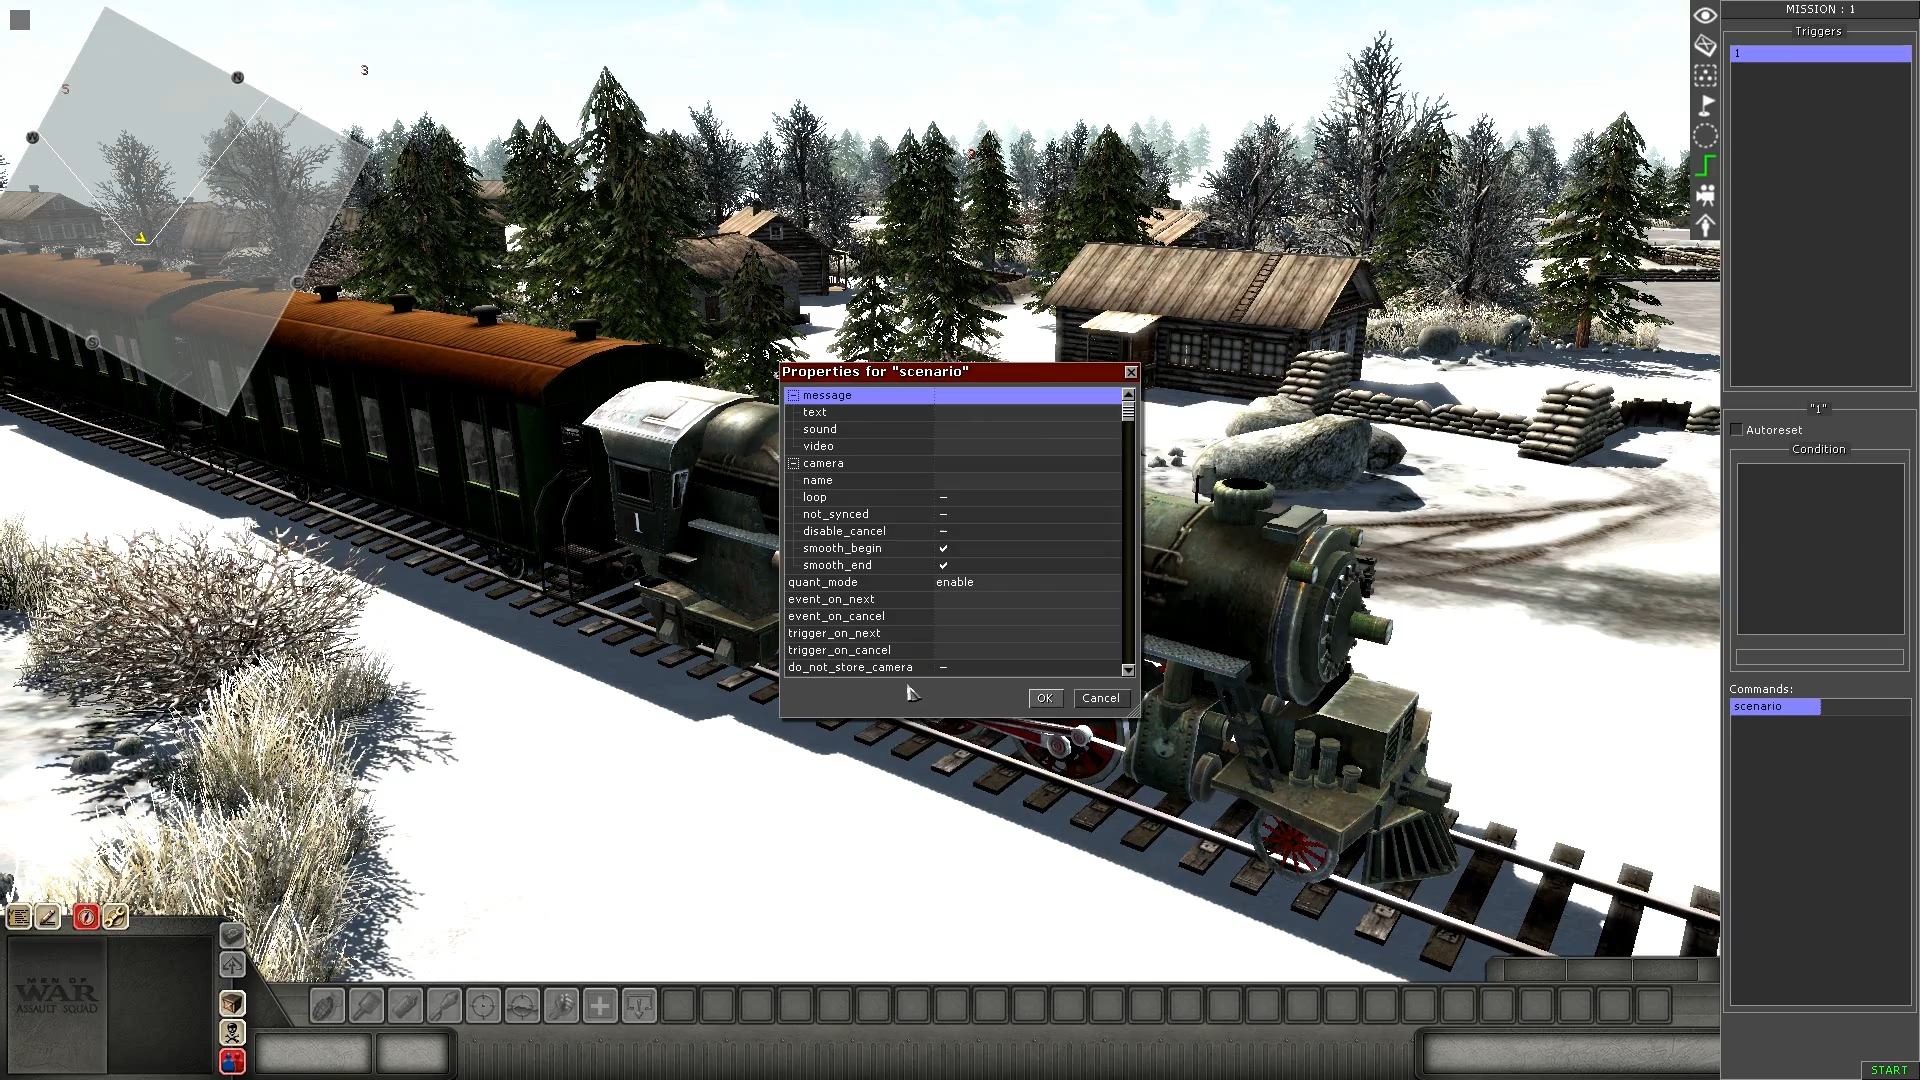 MISSION : 1
Triggers
1
3
5
N
W
E
S
Properties for "scenario"
message
text
sound
video
camera
name
loop
not_synced
disable_cancel
smooth_begin
smooth_end
quant_mode enable
event_on_next
event_on_cancel
trigger_on_next
trigger_on_cancel
do_not_store_camera
OK Cancel
"1"
Autoreset
Condition
Commands:
scenario
1
MEN OF
WAR
ASSAULT SQUAD
START